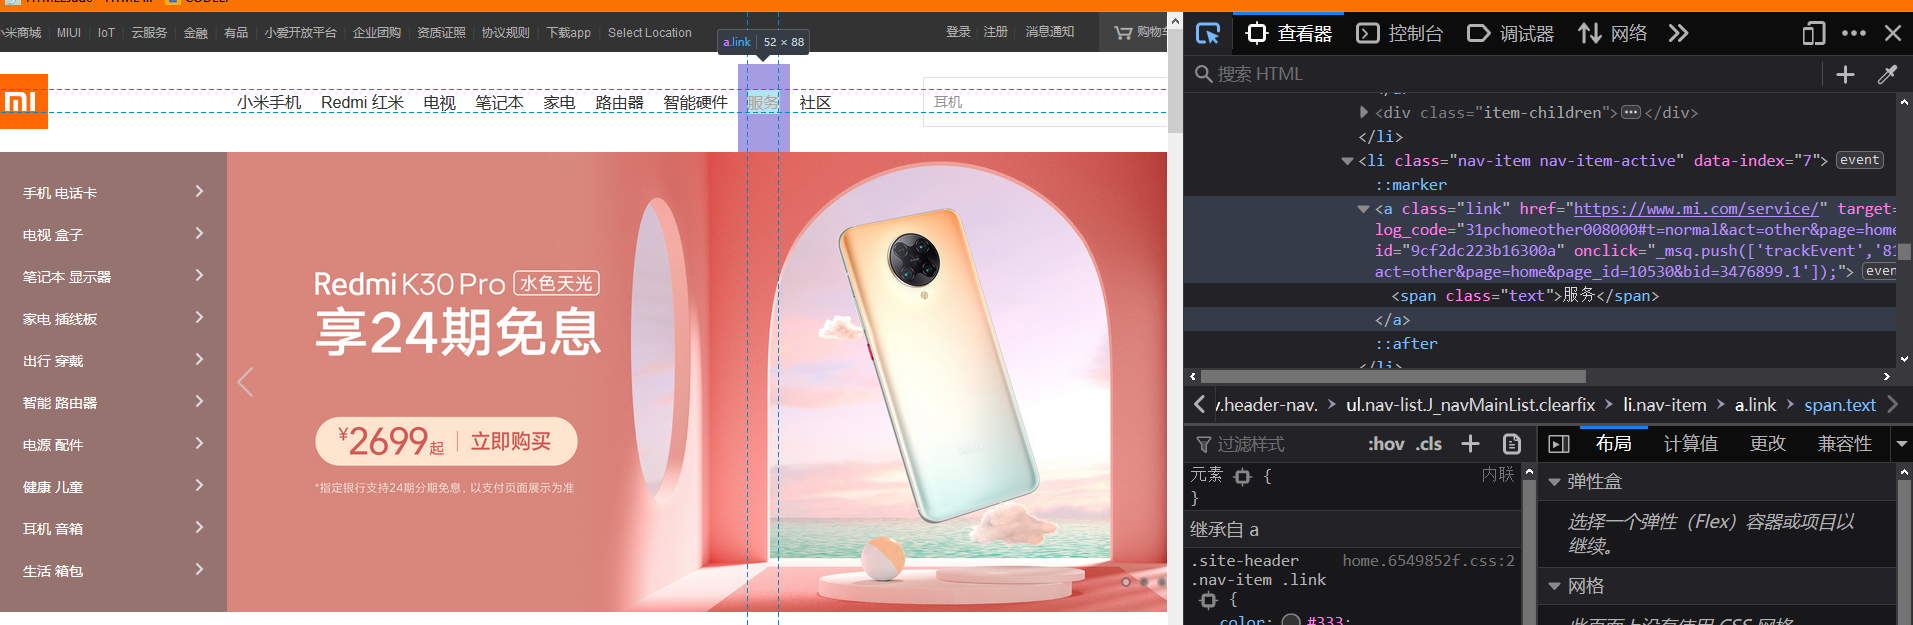 小米商城 MIUI IoT 云服务 金融 有品 小爱开放平台 企业团购 资质证照 协议规则 下载app Select Location
登录 注册 消息通知 购物车
a.link 52 × 88
小米手机 Redmi 红米 电视 笔记本 家电 路由器 智能硬件 服务 社区
耳机
手机 电话卡
电视 盒子
笔记本 显示器
家电 插线板
出行 穿戴
智能 路由器
电源 配件
健康 儿童
耳机 音箱
生活 箱包
Redmi K30 Pro 水色天光
享24期免息
¥2699起 立即购买
*指定银行支持24期分期免息，以支付页面展示为准
查看器 控制台 调试器 网络
搜索 HTML
<div class="item-children"></div>
</li>
<li class="nav-item nav-item-active" data-index="7"> event
::marker
<a class="link" href="https://www.mi.com/service/" target=
log_code="31pchomeother008000#t=normal&act=other&page=home
id="9cf2dc223b16300a" onclick="_msq.push(['trackEvent','81
act=other&page=home&page_id=10530&bid=3476899.1']);"> even
<span class="text">服务</span>
</a>
::after
</li>
.header-nav. ul.nav-list.J_navMainList.clearfix li.nav-item a.link span.text
过滤样式 :hov .cls
元素 { 内联
}
继承自 a
.site-header home.6549852f.css:2
.nav-item .link
{
color: #333;
布局 计算值 更改 兼容性
弹性盒
选择一个弹性（Flex）容器或项目以
继续。
网格
此页面上没有使用 CSS 网格